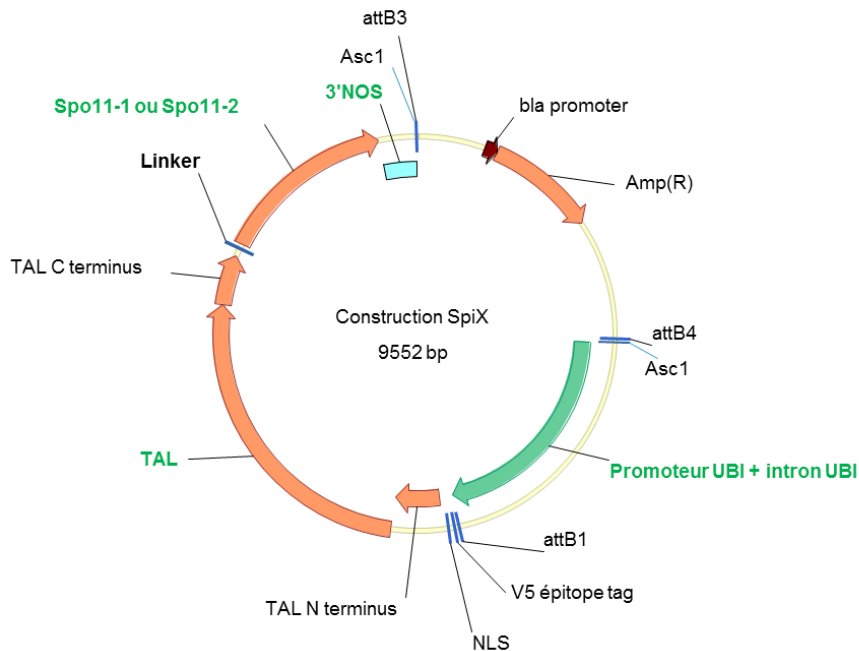 attB3
Asc1
3'NOS
bla promoter
Spo11-1 ou Spo11-2
Linker
Amp(R)
TAL C terminus
Construction SpiX
9552 bp
attB4
Asc1
TAL
Promoteur UBI + intron UBI
attB1
V5 épitope tag
TAL N terminus
NLS